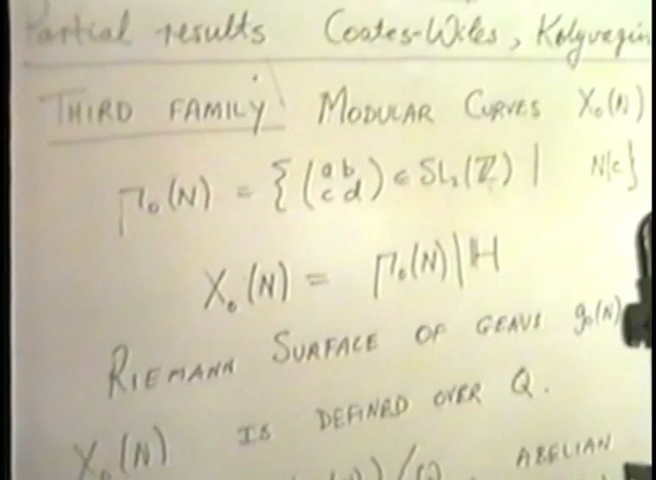 Partial results Coates-Wiles, Kolyvagin
THIRD FAMILY MODULAR CURVES X₀(N)
Γ₀(N) = { (a b c d) ∈ SL₂(ℤ) | N|c }
X₀(N) = Γ₀(N)|ℍ
RIEMANN SURFACE OF GENUS g₀(N)
X₀(N) IS DEFINED OVER Q.
)/Q ABELIAN